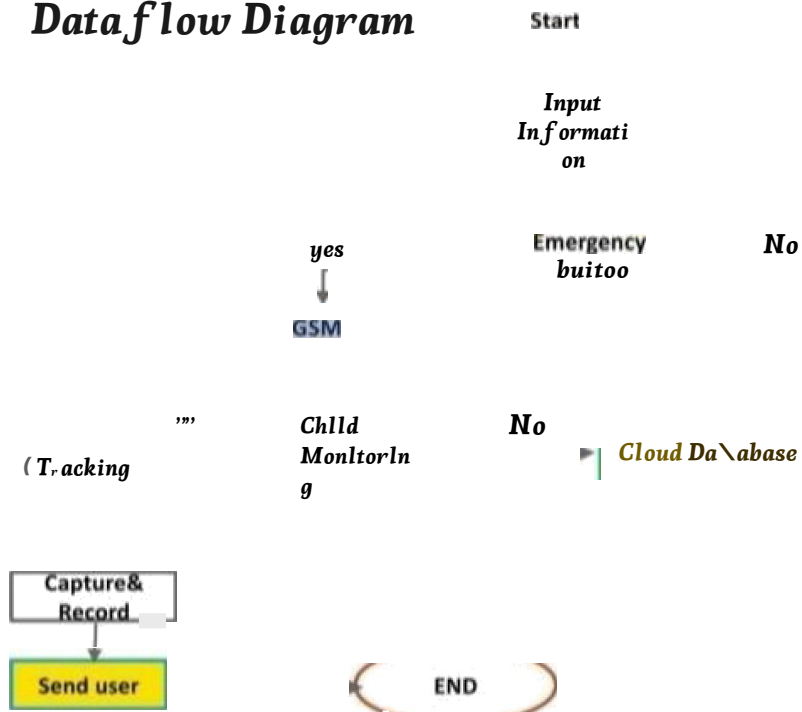 Dataflow Diagram
Start
Input
Informati
on
yes
Emergency
buitoo
No
GSM
'"'
Chlld
MonltorIn
g
No
( Tracking
Cloud Da\abase
Capture&
Record
Send user
END